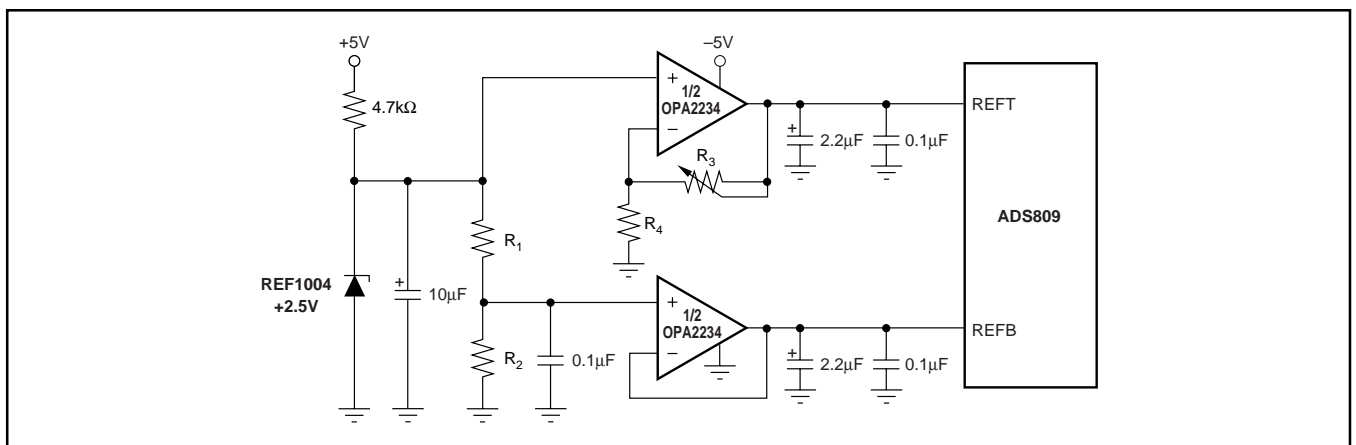 +5V
–5V
4.7kΩ
+
1/2
OPA2234
–
REFT
+
2.2µF
0.1µF
R3
R4
ADS809
R1
REF1004
+2.5V
+
10µF
+
1/2
OPA2234
–
REFB
R2
0.1µF
+
2.2µF
0.1µF